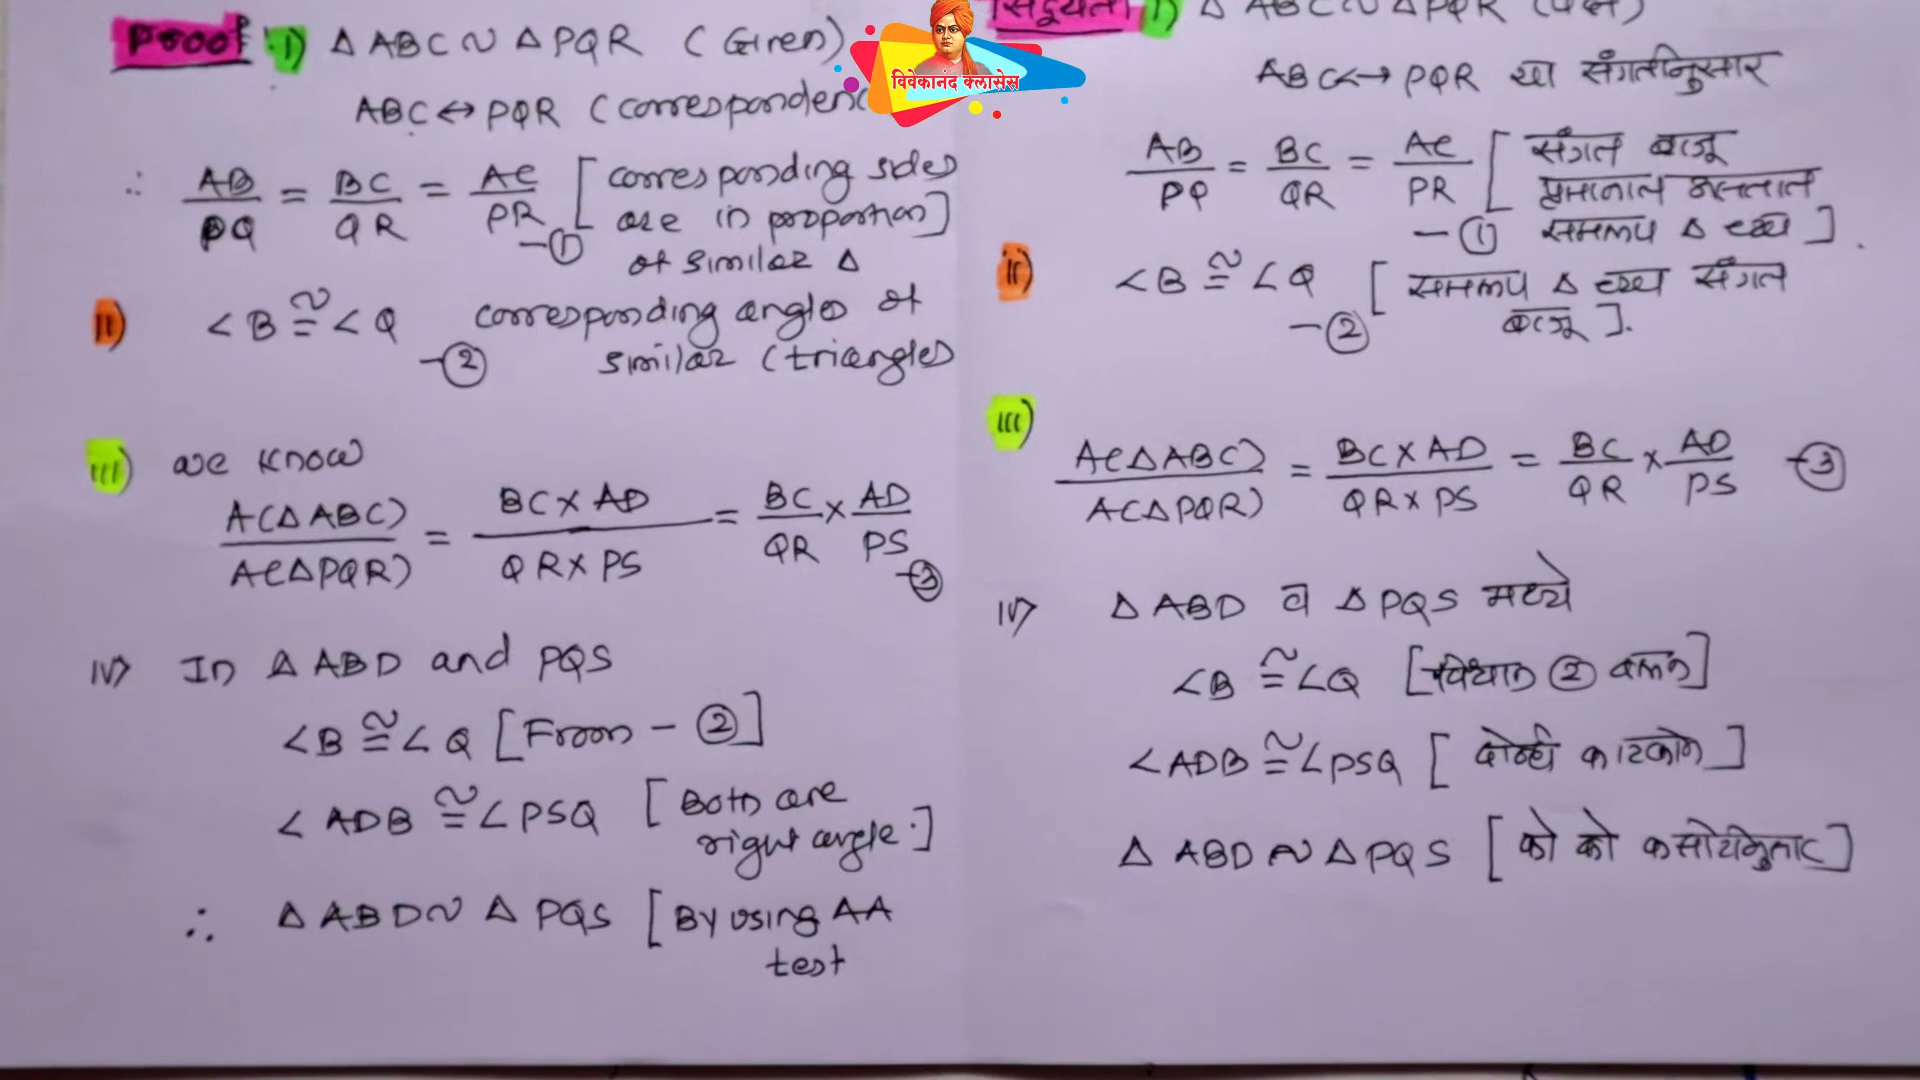 Proof i) Δ ABC ~ Δ PQR (Given)
ABC ↔ PQR (correspondenc
∴ AB/PQ = BC/QR = AC/PR [corresponding sides
are in proportion]
— ① of similar Δ
ii) ∠B ≅ ∠Q corresponding angles of
— ② similar (triangles
iii) we know
A(Δ ABC)/A(Δ PQR) = BC × AD/QR × PS = BC/QR × AD/PS — ③
iv) In Δ ABD and PQS
∠B ≅ ∠Q [From – ②]
∠ADB ≅ ∠PSQ [Both are
right angle.]
∴ Δ ABD ~ Δ PQS [By using AA
test
विवेकानंद क्लासेस
i) Δ ABC ~ Δ PQR (पक्ष)
ABC ↔ PQR या संगतीनुसार
AB/PQ = BC/QR = AC/PR [संगत बाजू
प्रमाणात असतात
— ① समरूप Δ च्या].
ii) ∠B ≅ ∠Q [समरूप Δ च्या संगत
— ② बाजू].
iii) A(Δ ABC)/A(Δ PQR) = BC × AD/QR × PS = BC/QR × AD/PS — ③
iv) Δ ABD व Δ PQS मध्ये
∠B ≅ ∠Q [विधान ② वरून]
∠ADB ≅ ∠PSQ [दोन्ही काटकोन]
Δ ABD ~ Δ PQS [को को कसोटीनुसार]